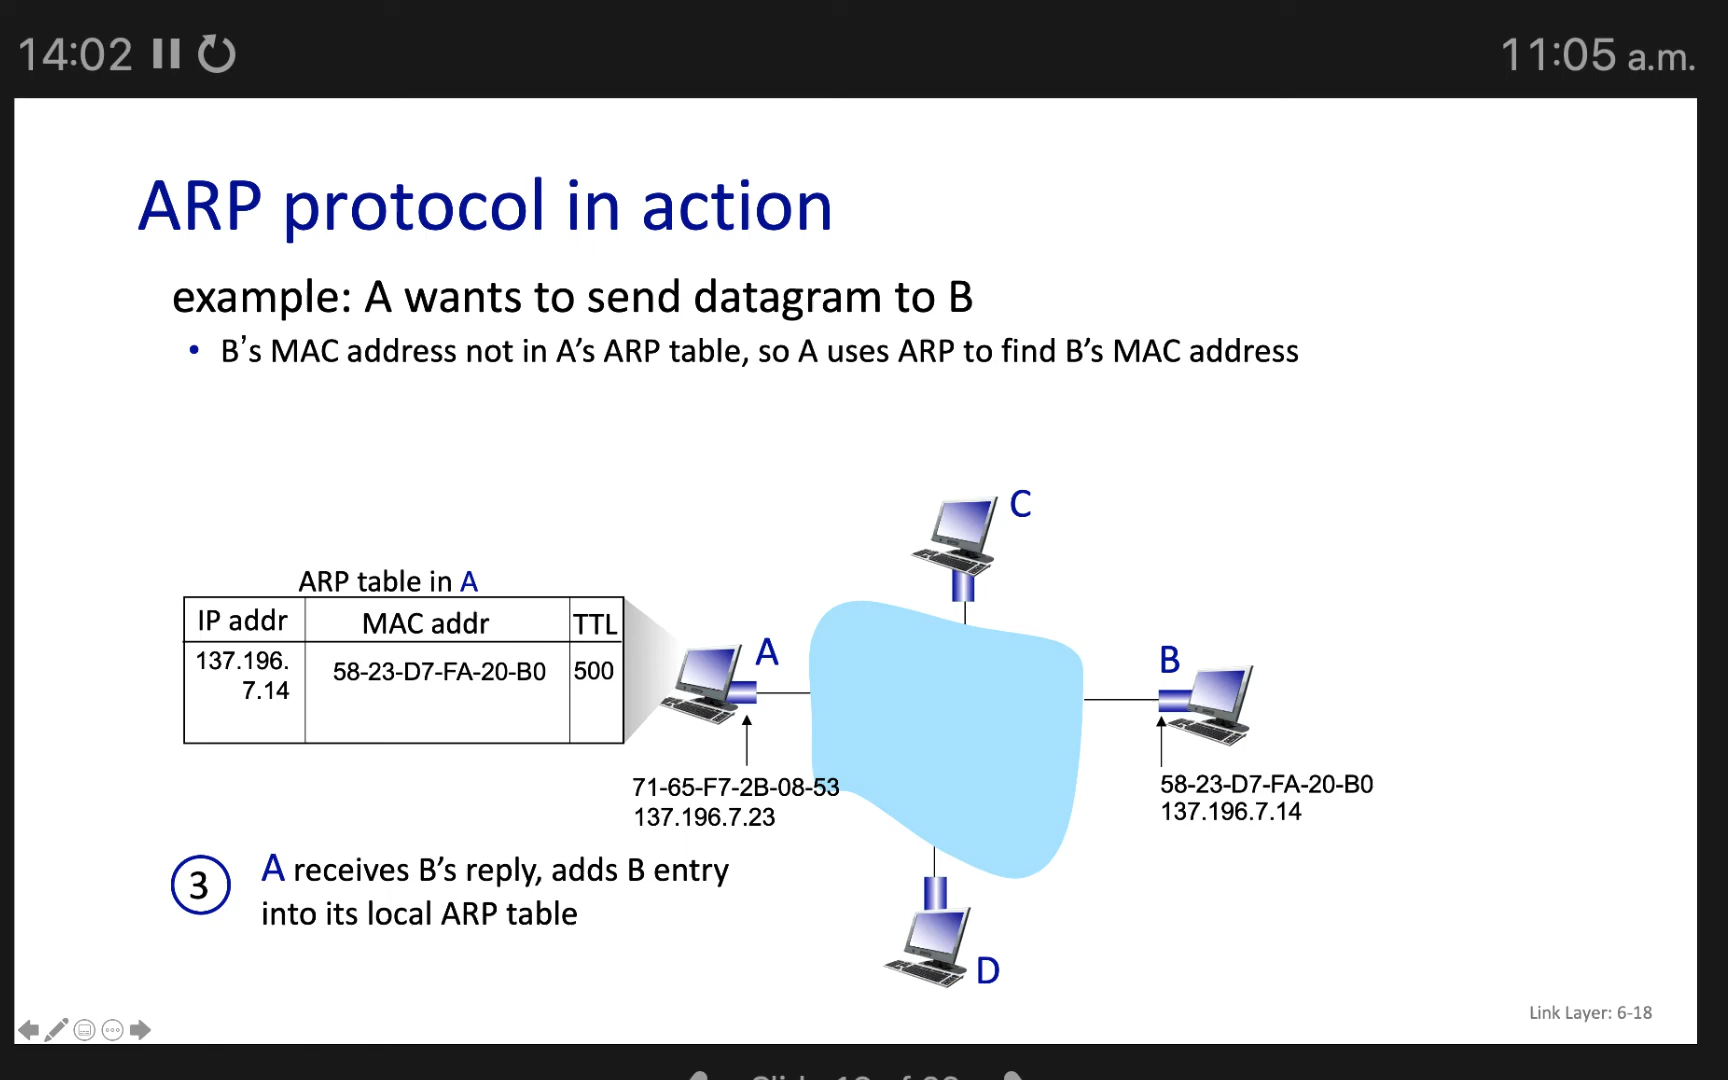 14:02
11:05 a.m.
ARP protocol in action
example: A wants to send datagram to B
• B’s MAC address not in A’s ARP table, so A uses ARP to find B’s MAC address
C
ARP table in A
IP addr MAC addr TTL
137.196. 58-23-D7-FA-20-B0 500
7.14
A
B
71-65-F7-2B-08-53
137.196.7.23
58-23-D7-FA-20-B0
137.196.7.14
3 A receives B’s reply, adds B entry
into its local ARP table
D
Link Layer: 6-18